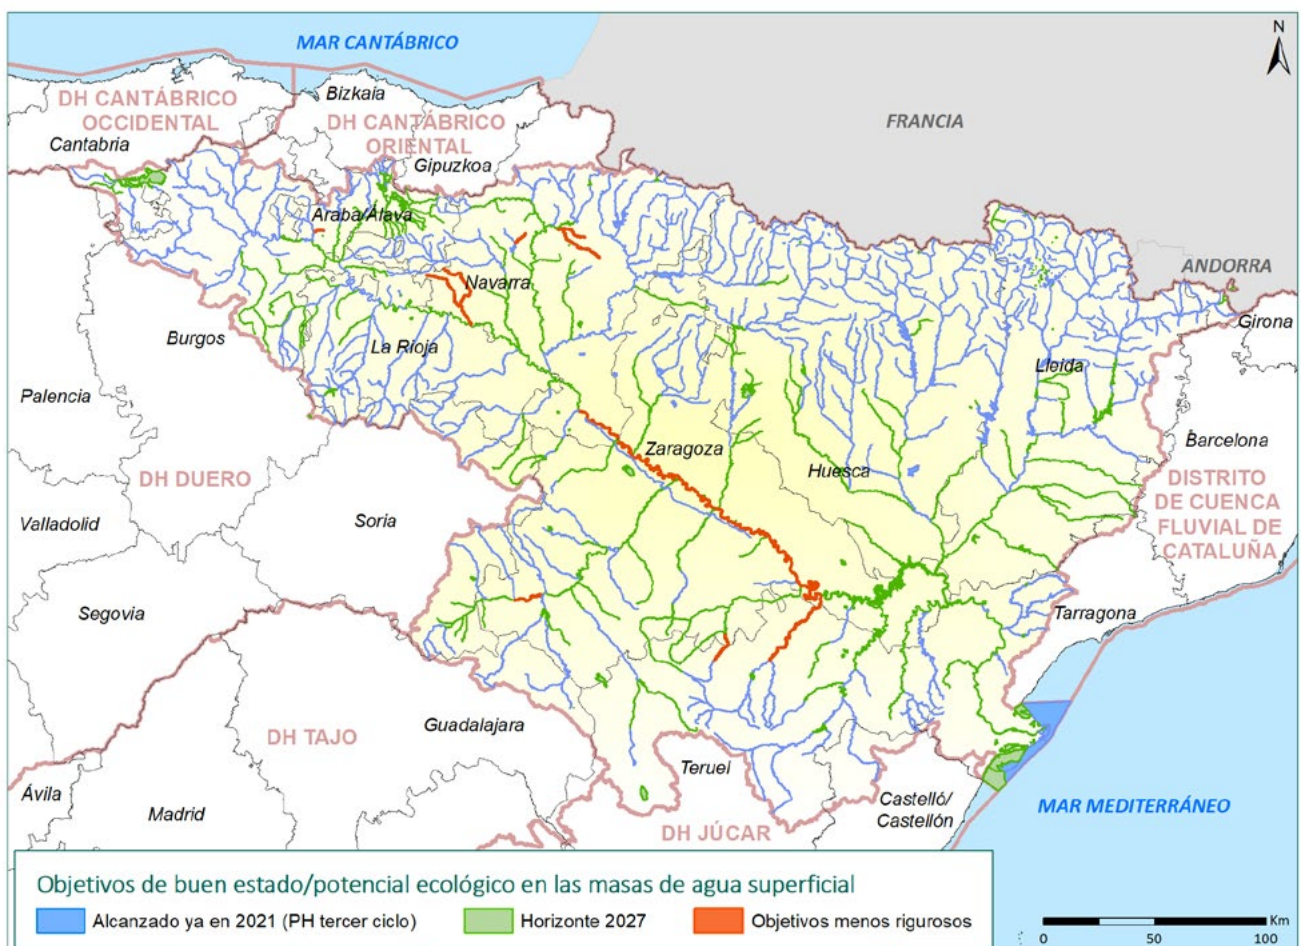 N
MAR CANTÁBRICO
DH CANTÁBRICO
OCCIDENTAL
Bizkaia
DH CANTÁBRICO
ORIENTAL
FRANCIA
Cantabria
Gipuzkoa
Araba/Álava
ANDORRA
Navarra
Girona
Burgos
La Rioja
Lleida
Palencia
Barcelona
Zaragoza
Huesca
DH DUERO
DISTRITO
DE CUENCA
FLUVIAL DE
CATALUÑA
Valladolid
Soria
Segovia
Tarragona
Guadalajara
DH TAJO
Teruel
Ávila
Madrid
Castelló/
Castellón
MAR MEDITERRÁNEO
DH JÚCAR
Objetivos de buen estado/potencial ecológico en las masas de agua superficial
Alcanzado ya en 2021 (PH tercer ciclo)
Horizonte 2027
Objetivos menos rigurosos
Km
0 50 100